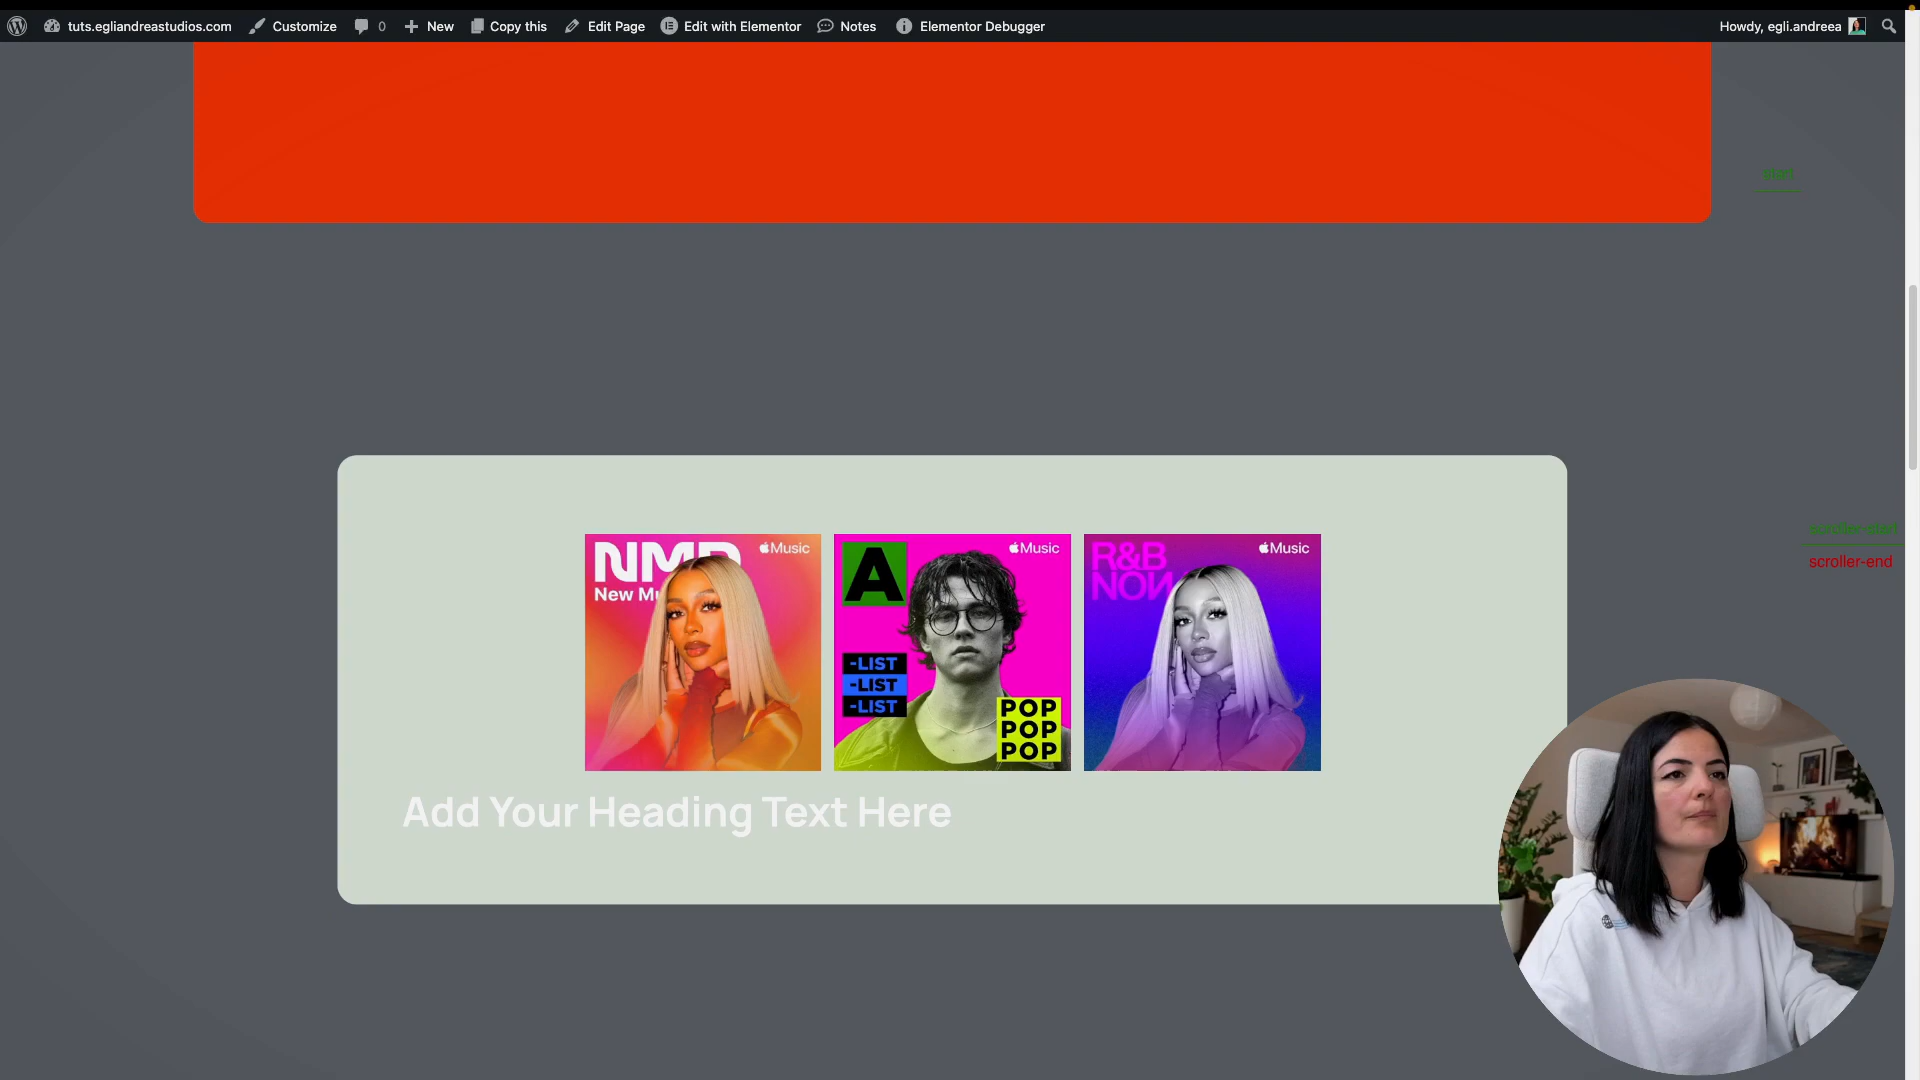 tuts.egliandreastudios.com Customize 0 New Copy this Edit Page Edit with Elementor Notes Elementor Debugger Howdy, egli.andreea
start
scroller-start
scroller-end
NMD
Music
New Mu
A
Music
-LIST
-LIST
-LIST
POP
POP
POP
R&B
NOW
Music
Add Your Heading Text Here